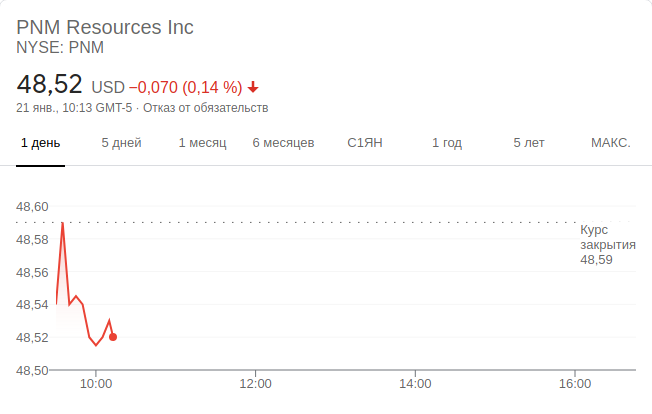 PNM Resources Inc
NYSE: PNM
48,52 USD −0,070 (0,14 %)
21 янв., 10:13 GMT-5 · Отказ от обязательств
1 день 5 дней 1 месяц 6 месяцев С1ЯН 1 год 5 лет МАКС.
48,60
Курс
48,58 закрытия
48,59
48,56
48,54
48,52
48,50
10:00 12:00 14:00 16:00